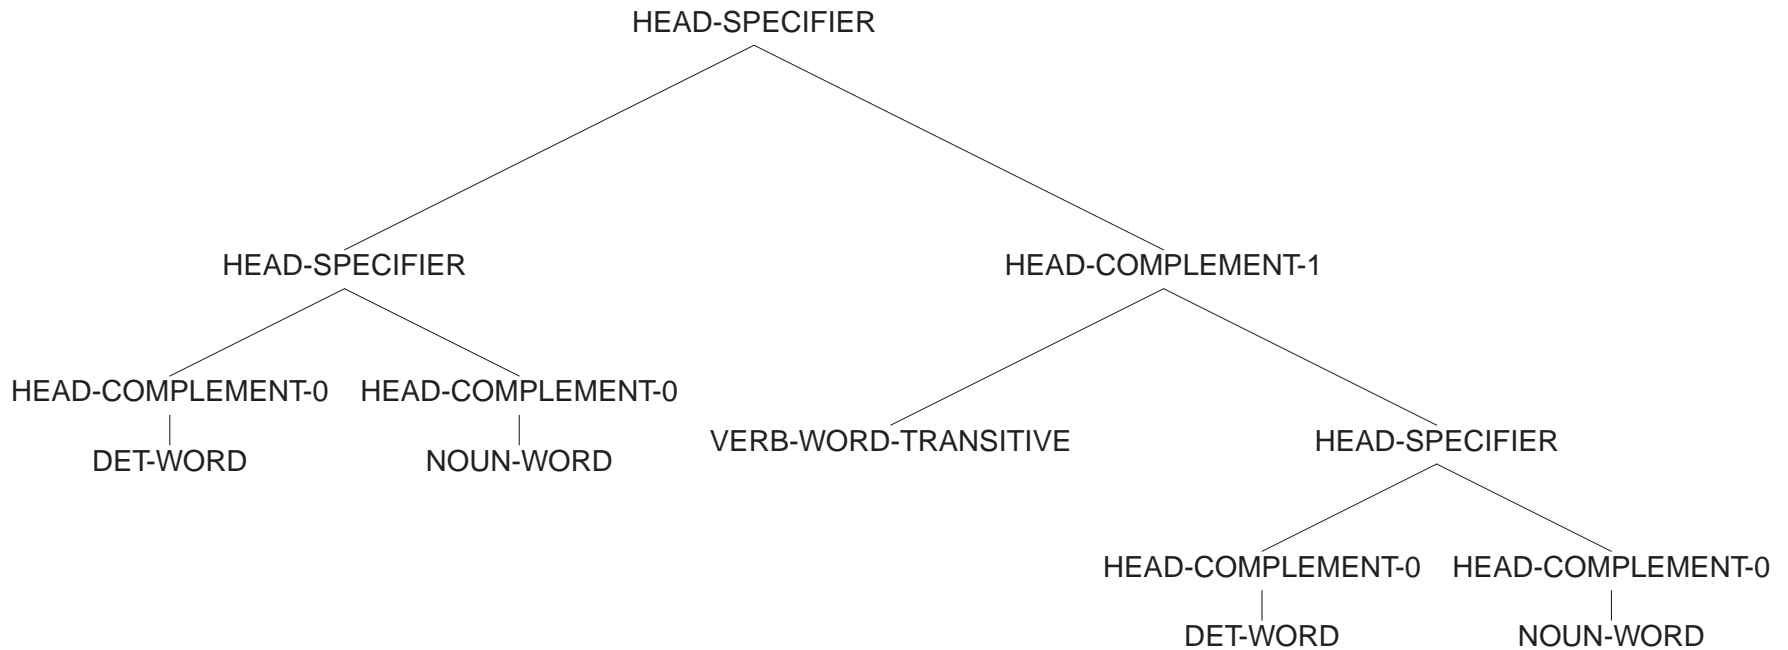 HEAD-SPECIFIER
HEAD-SPECIFIER HEAD-COMPLEMENT-1
HEAD-COMPLEMENT-0 HEAD-COMPLEMENT-0
VERB-WORD-TRANSITIVE HEAD-SPECIFIER
DET-WORD NOUN-WORD
HEAD-COMPLEMENT-0 HEAD-COMPLEMENT-0
DET-WORD NOUN-WORD